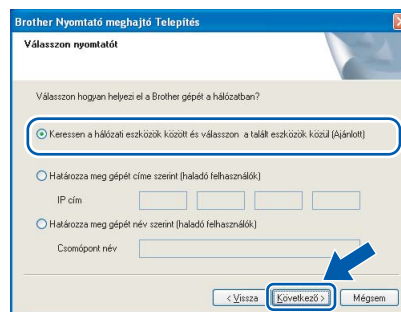 Brother Nyomtató meghajtó Telepítés
Válasszon nyomtatót
Válasszon hogyan helyezi el a Brother gépét a hálózatban?
Keressen a hálózati eszközök között és válasszon a talált eszközök közül (Ajánlott)
Határozza meg gépét címe szerint (haladó felhasználók)
IP cím
Határozza meg gépét név szerint (haladó felhasználók)
Csomópont név
< Vissza Következő > Mégsem